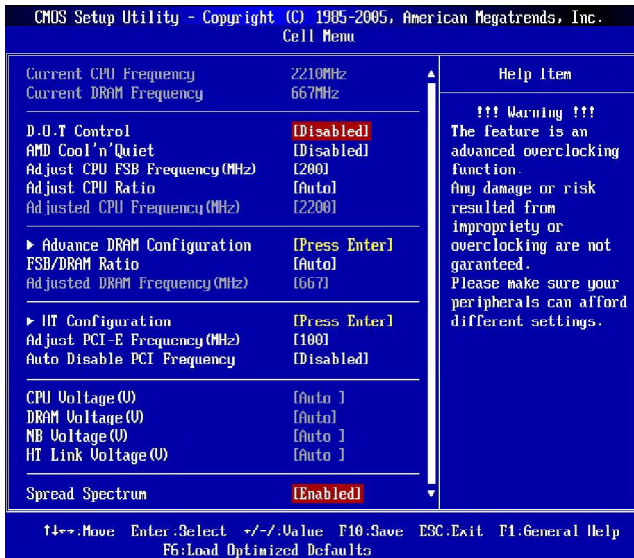 CMOS Setup Utility - Copyright (C) 1985-2005, American Megatrends, Inc.
Cell Menu
Current CPU Frequency 2210MHz
Current DRAM Frequency 667MHz
D.O.T Control [Disabled]
AMD Cool'n'Quiet [Disabled]
Adjust CPU FSB Frequency(MHz) [200]
Adjust CPU Ratio [Auto]
Adjusted CPU Frequency(MHz) [2200]
▶ Advance DRAM Configuration [Press Enter]
FSB/DRAM Ratio [Auto]
Adjusted DRAM Frequency(MHz) [667]
▶ HT Configuration [Press Enter]
Adjust PCI-E Frequency(MHz) [100]
Auto Disable PCI Frequency [Disabled]
CPU Voltage(V) [Auto ]
DRAM Voltage(V) [Auto]
NB Voltage(V) [Auto ]
HT Link Voltage(V) [Auto ]
Spread Spectrum [Enabled]
Help Item
!!! Warning !!!
The feature is an
advanced overclocking
function.
Any damage or risk
resulted from
impropriety or
overclocking are not
garanteed.
Please make sure your
peripherals can afford
different settings.
↑↓←→:Move Enter:Select +/-/:Value F10:Save ESC:Exit F1:General Help
F6:Load Optimized Defaults